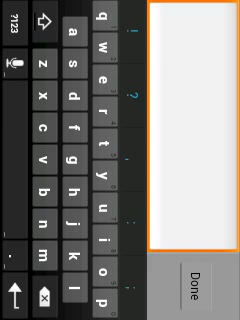 Done
! ? , : ;
q w e r t y u i o p
a s d f g h j k l
z x c v b n m
?123 .